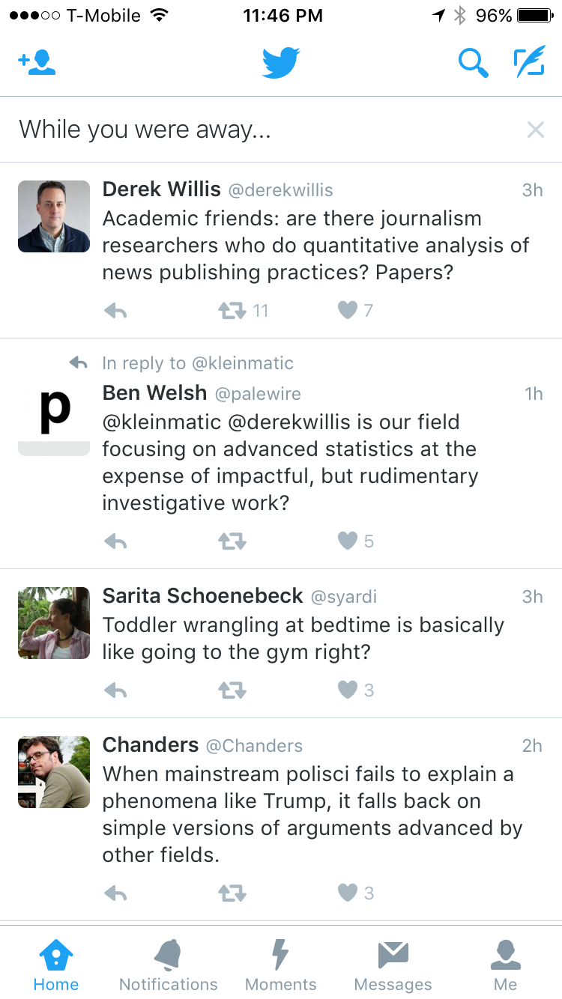 T-Mobile 11:46 PM 96%
While you were away...
Derek Willis @derekwillis 3h
Academic friends: are there journalism
researchers who do quantitative analysis of
news publishing practices? Papers?
11 7
In reply to @kleinmatic
p
Ben Welsh @palewire 1h
@kleinmatic @derekwillis is our field
focusing on advanced statistics at the
expense of impactful, but rudimentary
investigative work?
5
Sarita Schoenebeck @syardi 3h
Toddler wrangling at bedtime is basically
like going to the gym right?
3
Chanders @Chanders 2h
When mainstream polisci fails to explain a
phenomena like Trump, it falls back on
simple versions of arguments advanced by
other fields.
3
Home Notifications Moments Messages Me